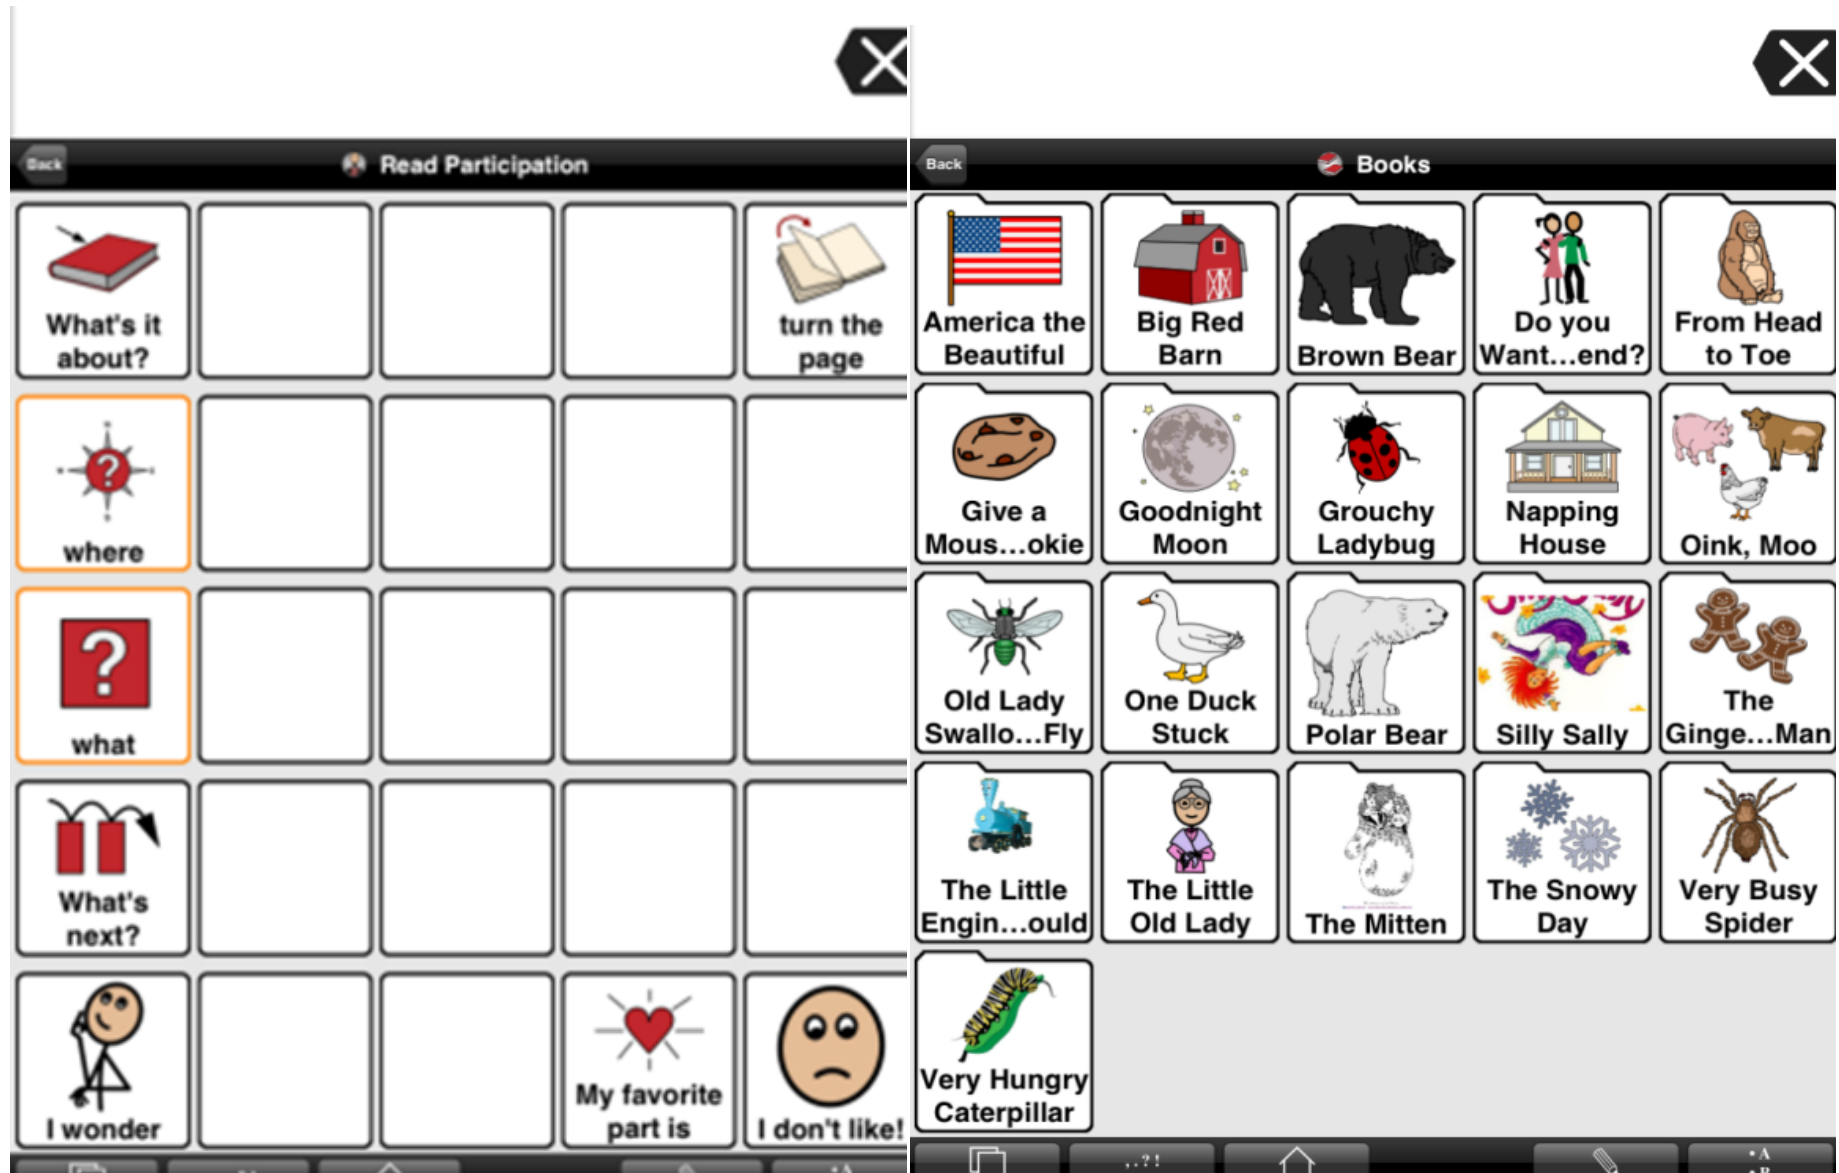 Back
Read Participation
What's it
about?
turn the
page
where
?
what
?
What's
next?
I wonder
My favorite
part is
I don't like!
Back
Books
America the
Beautiful
Big Red
Barn
Brown Bear
Do you
Want...end?
From Head
to Toe
Give a
Mous...okie
Goodnight
Moon
Grouchy
Ladybug
Napping
House
Oink, Moo
Old Lady
Swallo...Fly
One Duck
Stuck
Polar Bear
Silly Sally
The
Ginge...Man
The Little
Engin...ould
The Little
Old Lady
The Mitten
The Snowy
Day
Very Busy
Spider
Very Hungry
Caterpillar
,.?!
A